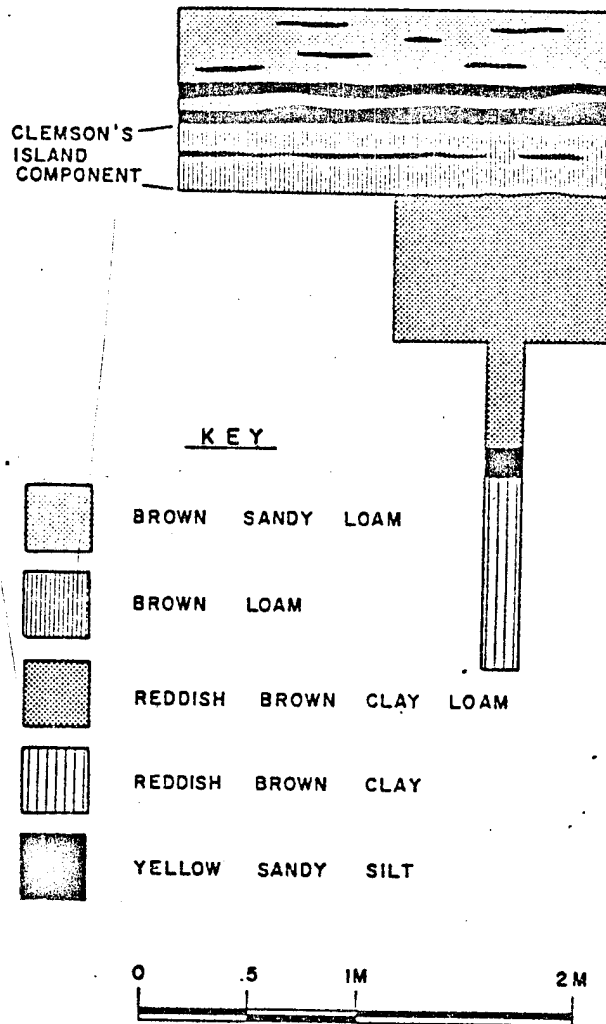 CLEMSON'S
ISLAND
COMPONENT
KEY
BROWN SANDY LOAM
BROWN LOAM
REDDISH BROWN CLAY LOAM
REDDISH BROWN CLAY
YELLOW SANDY SILT
0 .5 1M 2M